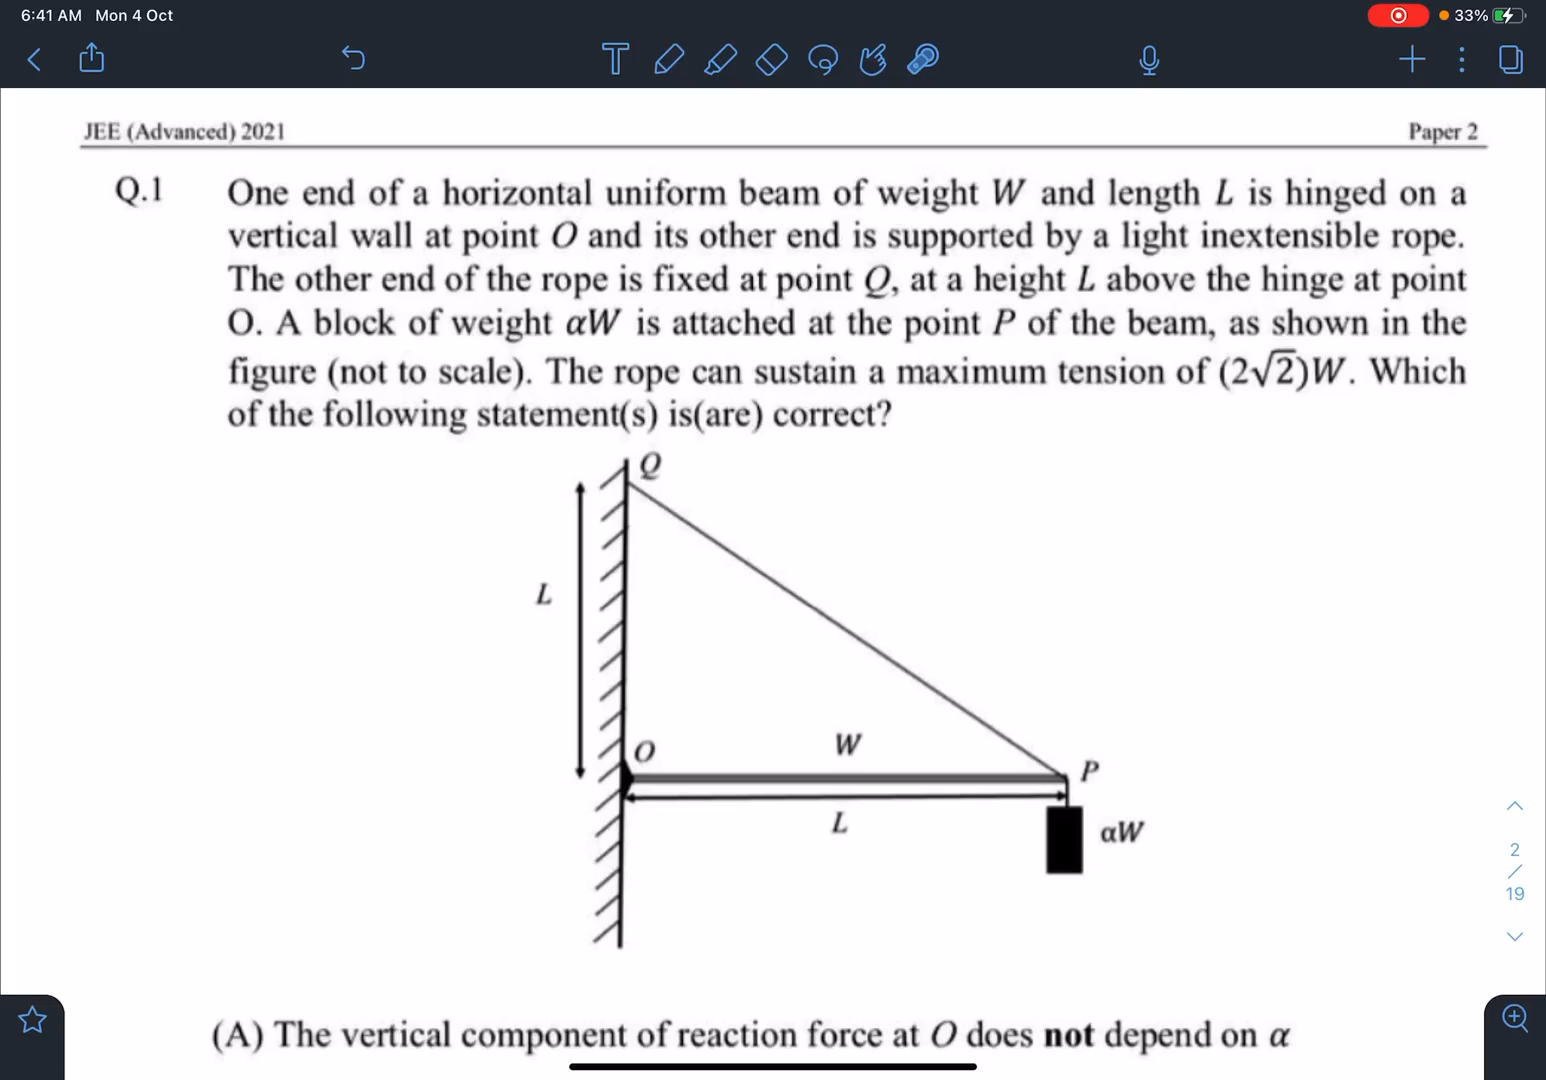 6:41 AM Mon 4 Oct
33%
JEE (Advanced) 2021
Paper 2
Q.1 One end of a horizontal uniform beam of weight W and length L is hinged on a
vertical wall at point O and its other end is supported by a light inextensible rope.
The other end of the rope is fixed at point Q, at a height L above the hinge at point
O. A block of weight αW is attached at the point P of the beam, as shown in the
figure (not to scale). The rope can sustain a maximum tension of (2√2)W. Which
of the following statement(s) is(are) correct?
Q
L
O
W
P
L
αW
2
/
19
(A) The vertical component of reaction force at O does not depend on α